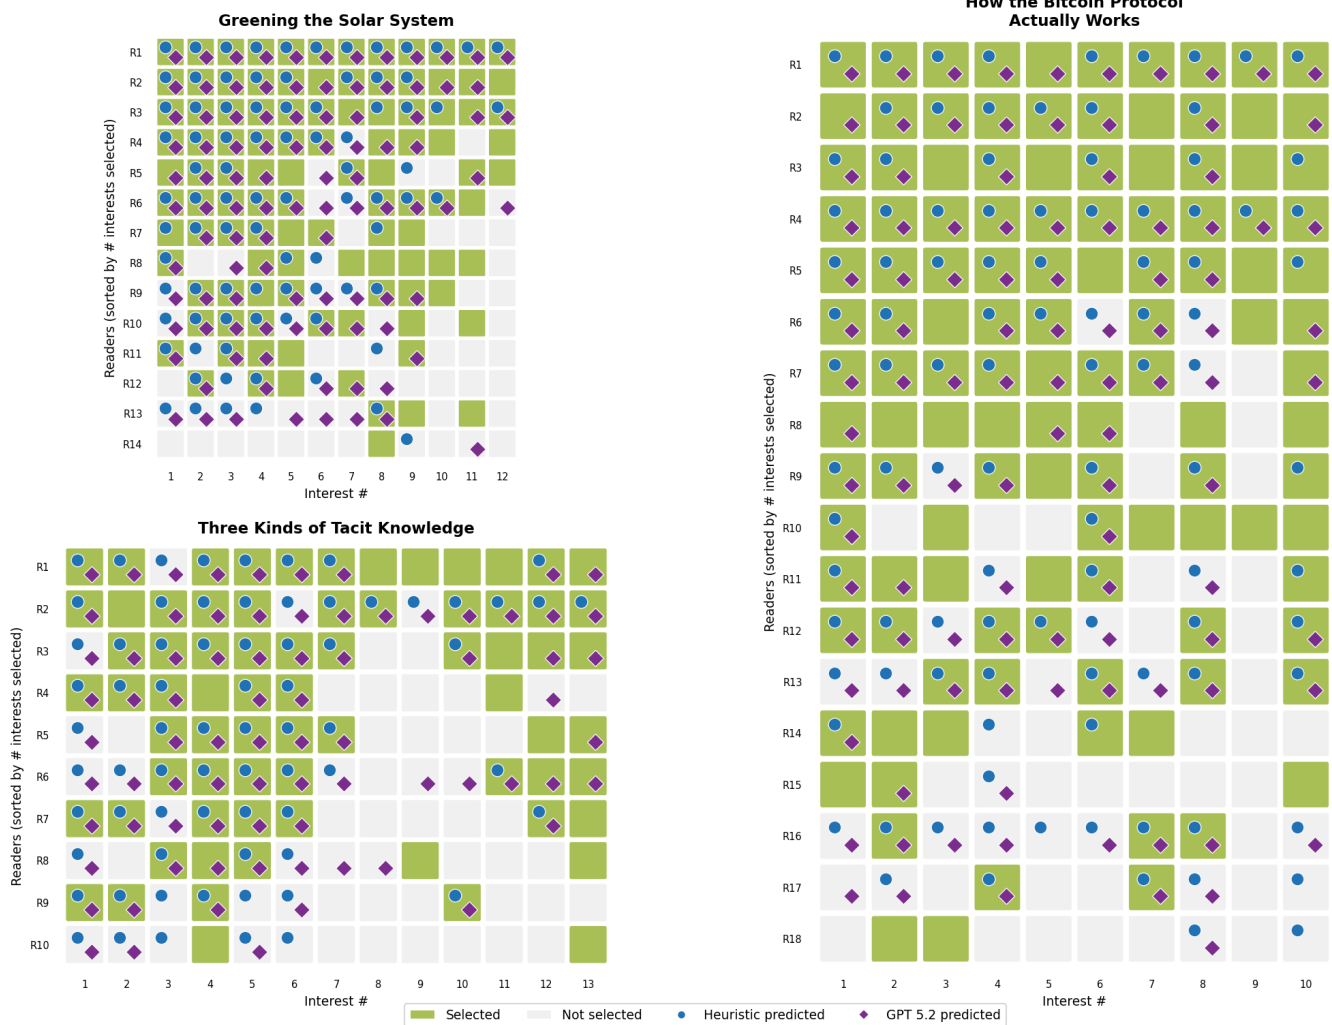 Greening the Solar System
R1
R2
R3
R4
R5
R6
R7
R8
R9
R10
R11
R12
R13
R14
Readers (sorted by # interests selected)
1 2 3 4 5 6 7 8 9 10 11 12
Interest #
Three Kinds of Tacit Knowledge
R1
R2
R3
R4
R5
R6
R7
R8
R9
R10
Readers (sorted by # interests selected)
1 2 3 4 5 6 7 8 9 10 11 12 13
Interest #
How the Bitcoin Protocol
Actually Works
R1
R2
R3
R4
R5
R6
R7
R8
R9
R10
R11
R12
R13
R14
R15
R16
R17
R18
Readers (sorted by # interests selected)
1 2 3 4 5 6 7 8 9 10
Interest #
Selected Not selected Heuristic predicted GPT 5.2 predicted